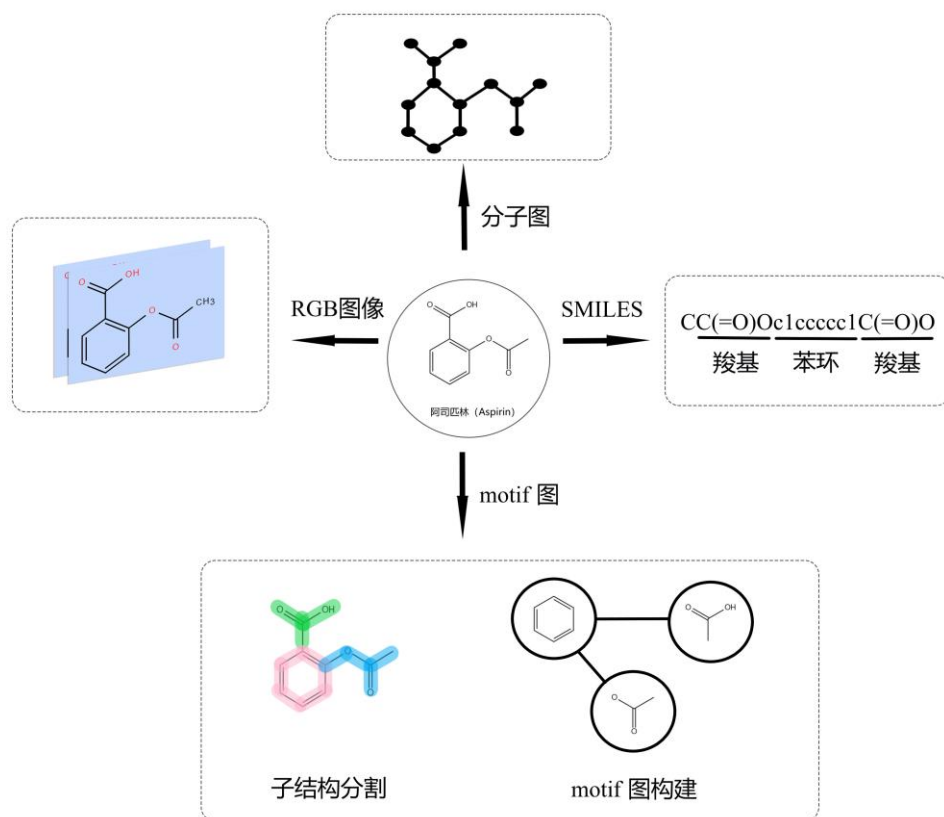 分子图
RGB图像
SMILES
O
OH
O
O
CH3
O
O
OH
O
O
阿司匹林（Aspirin）
CC(=O)Oc1ccccc1C(=O)O
羧基 苯环 羧基
motif 图
O
OH
O
O
O
OH
O
O
子结构分割
motif 图构建